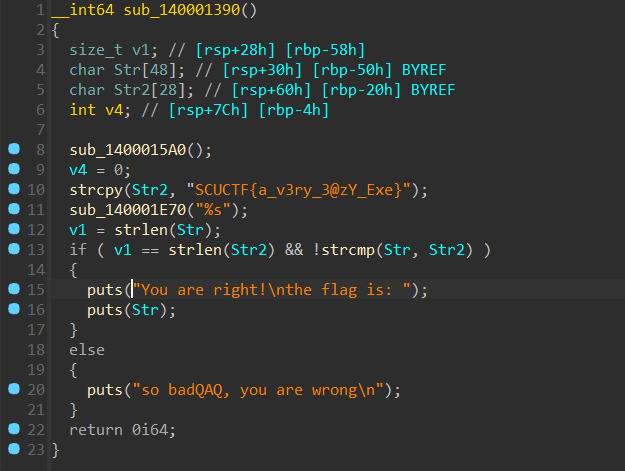 1 __int64 sub_140001390()
2 {
3   size_t v1; // [rsp+28h] [rbp-58h]
4   char Str[48]; // [rsp+30h] [rbp-50h] BYREF
5   char Str2[28]; // [rsp+60h] [rbp-20h] BYREF
6   int v4; // [rsp+7Ch] [rbp-4h]
7
8   sub_1400015A0();
9   v4 = 0;
10   strcpy(Str2, "SCUCTF{a_v3ry_3@zY_Exe}");
11   sub_140001E70("%s");
12   v1 = strlen(Str);
13   if ( v1 == strlen(Str2) && !strcmp(Str, Str2) )
14   {
15     puts("You are right!\nthe flag is: ");
16     puts(Str);
17   }
18   else
19   {
20     puts("so badQAQ, you are wrong\n");
21   }
22   return 0i64;
23 }